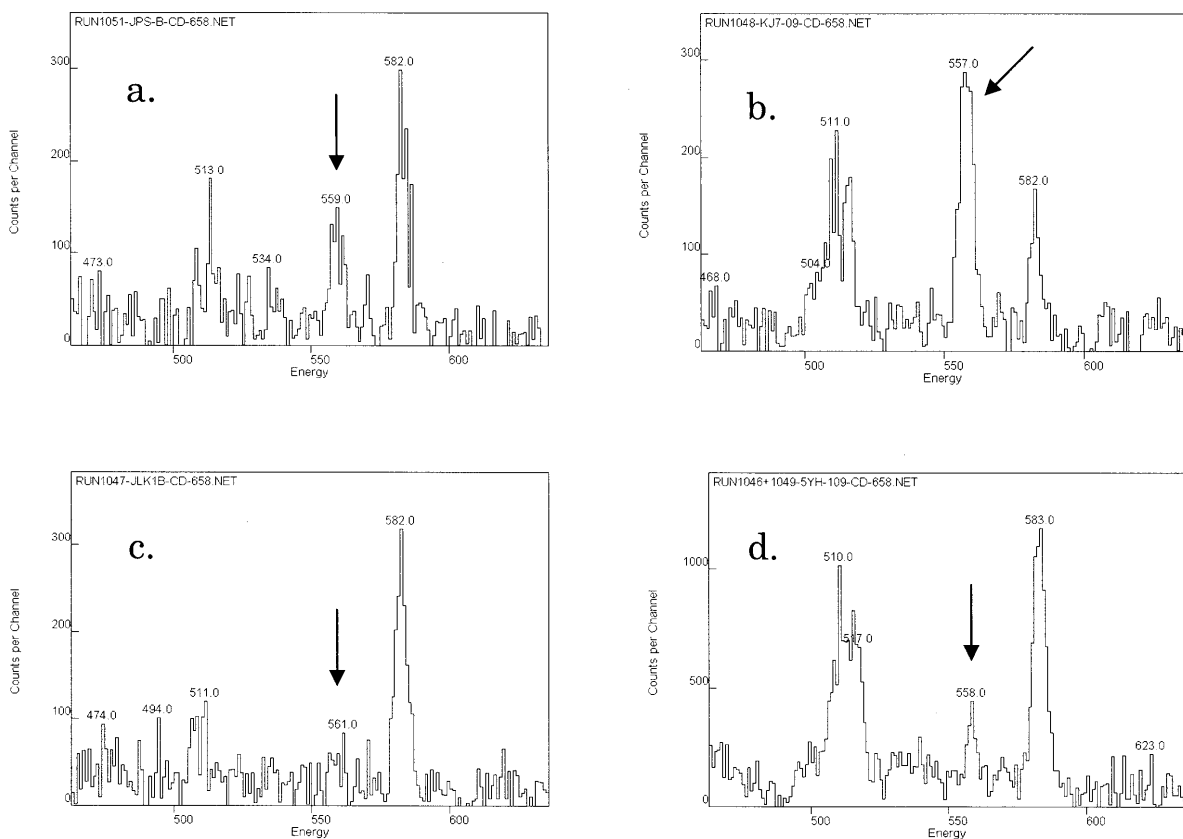 RUN1051-JPS-B-CD-658.NET
a.
Counts per Channel
300
200
100
0
473.0
513.0
534.0
559.0
582.0
500
550
600
Energy
RUN1048-KJ7-09-CD-658.NET
b.
Counts per Channel
300
200
100
0
468.0
504.0
511.0
557.0
582.0
500
550
600
Energy
RUN1047-JLK1B-CD-658.NET
c.
Counts per Channel
300
200
100
0
474.0
494.0
511.0
561.0
582.0
500
550
600
Energy
RUN1046+1049-5YH-109-CD-658.NET
d.
Counts per Channel
1000
500
0
510.0
517.0
558.0
583.0
623.0
500
550
600
Energy